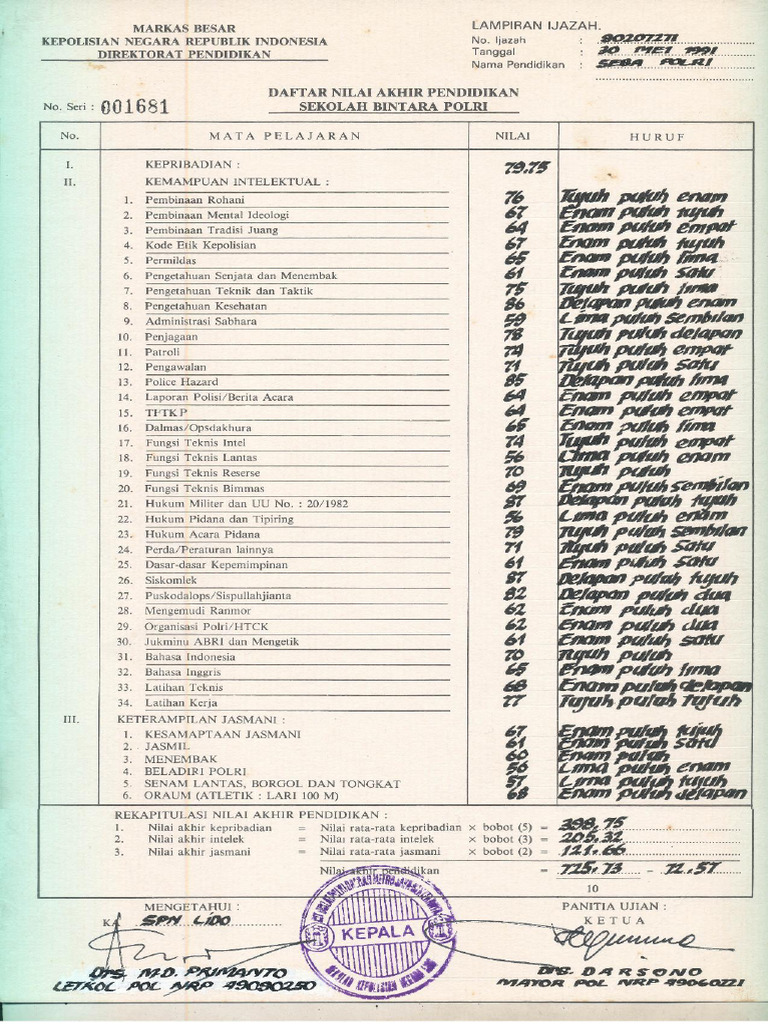 MARKAS BESAR
KEPOLISIAN NEGARA REPUBLIK INDONESIA
DIREKTORAT PENDIDIKAN
LAMPIRAN IJAZAH.
No. Ijazah : 90207271
Tanggal : 30 MEI 1991
Nama Pendidikan : SEBA POLRI
DAFTAR NILAI AKHIR PENDIDIKAN
SEKOLAH BINTARA POLRI
No. Seri : 001681
No. MATA PELAJARAN NILAI HURUF
I. KEPRIBADIAN : 79.75
II. KEMAMPUAN INTELEKTUAL :
1. Pembinaan Rohani 76 Tujuh puluh enam
2. Pembinaan Mental Ideologi 67 Enam puluh tujuh
3. Pembinaan Tradisi Juang 64 Enam puluh empat
4. Kode Etik Kepolisian 67 Enam puluh tujuh
5. Permildas 65 Enam puluh lima
6. Pengetahuan Senjata dan Menembak 61 Enam puluh satu
7. Pengetahuan Teknik dan Taktik 75 Tujuh puluh lima
8. Pengetahuan Kesehatan 86 Delapan puluh enam
9. Administrasi Sabhara 59 Lima puluh sembilan
10. Penjagaan 78 Tujuh puluh delapan
11. Patroli 74 Tujuh puluh empat
12. Pengawalan 71 Tujuh puluh satu
13. Police Hazard 85 Delapan puluh lima
14. Laporan Polisi/Berita Acara 64 Enam puluh empat
15. TPTKP 64 Enam puluh empat
16. Dalmas/Opsdakhura 65 Enam puluh lima
17. Fungsi Teknis Intel 74 Tujuh puluh empat
18. Fungsi Teknis Lantas 56 Lima puluh enam
19. Fungsi Teknis Reserse 70 Tujuh puluh
20. Fungsi Teknis Bimmas 69 Enam puluh sembilan
21. Hukum Militer dan UU No. : 20/1982 87 Delapan puluh tujuh
22. Hukum Pidana dan Tipiring 56 Lima puluh enam
23. Hukum Acara Pidana 79 Tujuh puluh sembilan
24. Perda/Peraturan lainnya 71 Tujuh puluh satu
25. Dasar-dasar Kepemimpinan 61 Enam puluh satu
26. Siskomlek 87 Delapan puluh tujuh
27. Puskodalops/Sispullahjianta 82 Delapan puluh dua
28. Mengemudi Ranmor 62 Enam puluh dua
29. Organisasi Polri/HTCK 62 Enam puluh dua
30. Jukminu ABRI dan Mengetik 61 Enam puluh satu
31. Bahasa Indonesia 70 Tujuh puluh
32. Bahasa Inggris 65 Enam puluh lima
33. Latihan Teknis 68 Enam puluh delapan
34. Latihan Kerja 77 Tujuh puluh tujuh
III. KETERAMPILAN JASMANI :
1. KESAMAPTAAN JASMANI 67 Enam puluh tujuh
2. JASMIL 61 Enam puluh satu
3. MENEMBAK 60 Enam puluh
4. BELADIRI POLRI 56 Lima puluh enam
5. SENAM LANTAS, BORGOL DAN TONGKAT 57 Lima puluh tujuh
6. ORAUM (ATLETIK : LARI 100 M) 68 Enam puluh delapan
REKAPITULASI NILAI AKHIR PENDIDIKAN :
1. Nilai akhir kepribadian = Nilai rata-rata kepribadian × bobot (5) = 398,75
2. Nilai akhir intelek = Nilai rata-rata intelek × bobot (3) = 205,32
3. Nilai akhir jasmani = Nilai rata-rata jasmani × bobot (2) = 121.66
Nilai akhir pendidikan = 725,73 = 72.57
10
MENGETAHUI : PANITIA UJIAN :
KA SPN LIDO KETUA
KEPALA
DRS. M.D. PRIMANTO DRS. DARSONO
LETKOL POL NRP 49090250 MAYOR POL NRP 49060221